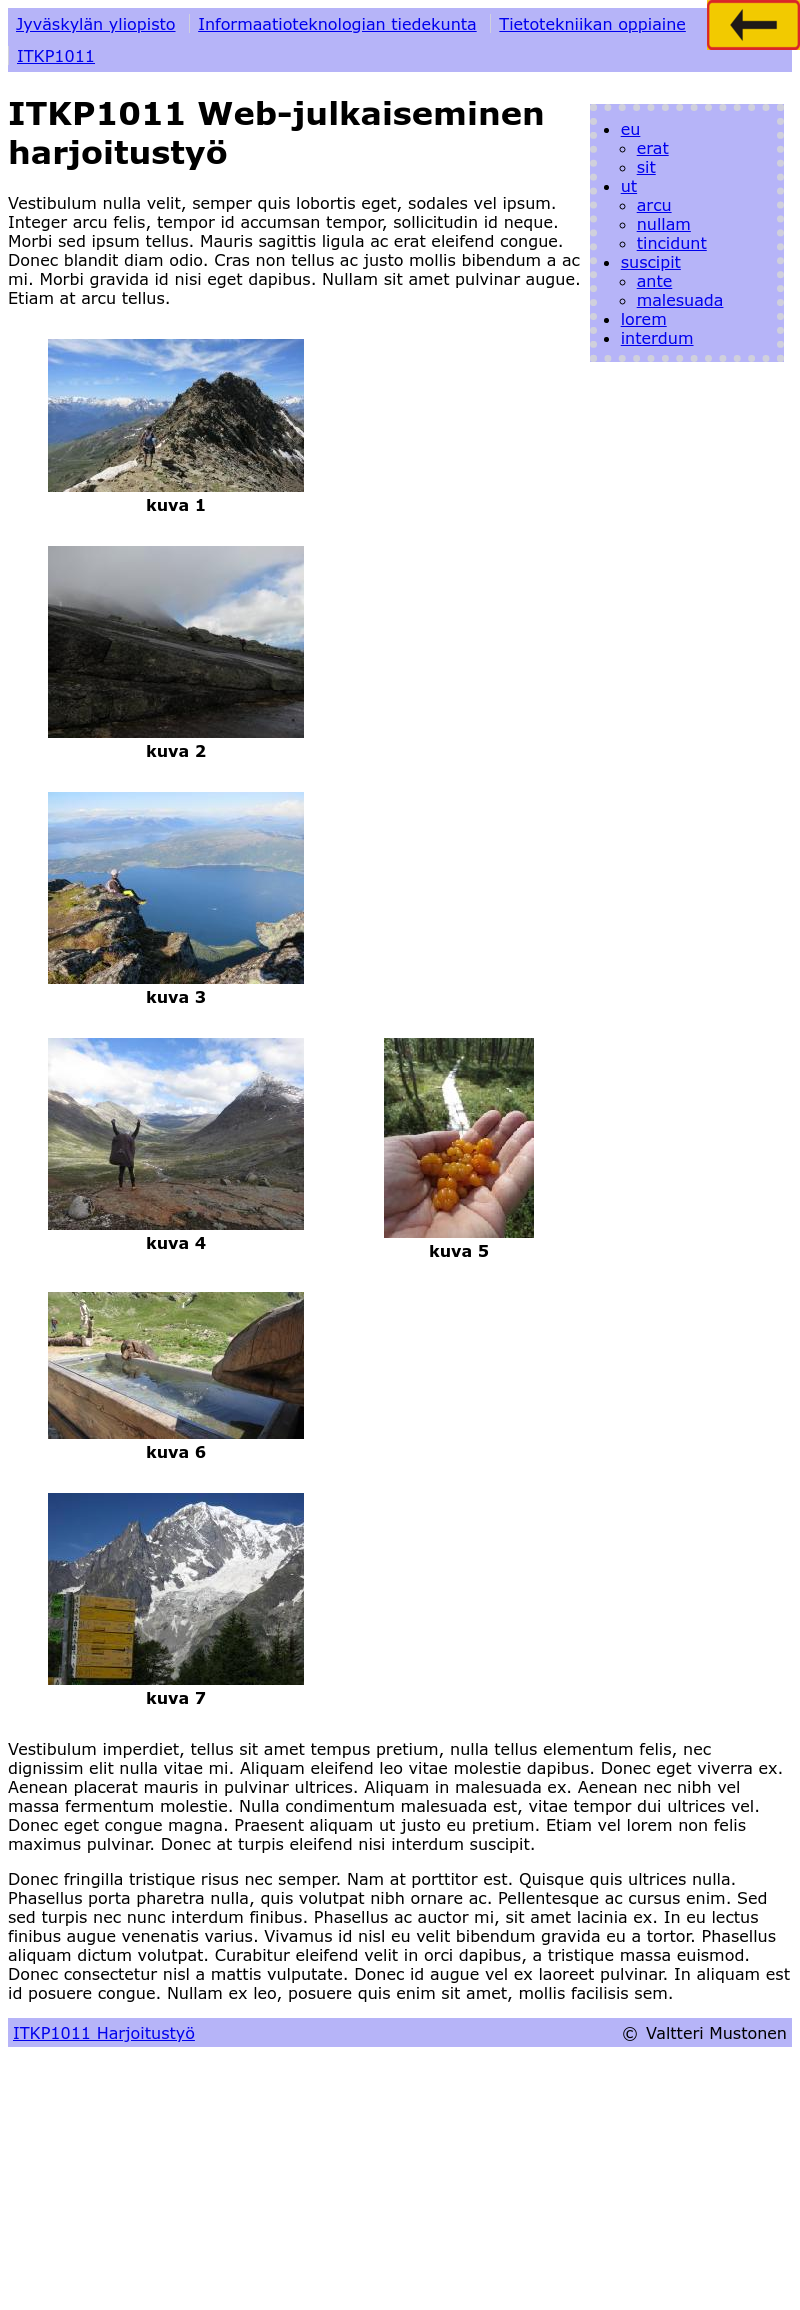 Jyväskylän yliopisto
Informaatioteknologian tiedekunta
Tietotekniikan oppiaine
ITKP1011
ITKP1011 Web-julkaiseminen
harjoitustyö
eu
erat
sit
ut
arcu
nullam
tincidunt
suscipit
ante
malesuada
lorem
interdum
Vestibulum nulla velit, semper quis lobortis eget, sodales vel ipsum.
Integer arcu felis, tempor id accumsan tempor, sollicitudin id neque.
Morbi sed ipsum tellus. Mauris sagittis ligula ac erat eleifend congue.
Donec blandit diam odio. Cras non tellus ac justo mollis bibendum a ac
mi. Morbi gravida id nisi eget dapibus. Nullam sit amet pulvinar augue.
Etiam at arcu tellus.
kuva 1
kuva 2
kuva 3
kuva 4
kuva 5
kuva 6
kuva 7
Vestibulum imperdiet, tellus sit amet tempus pretium, nulla tellus elementum felis, nec
dignissim elit nulla vitae mi. Aliquam eleifend leo vitae molestie dapibus. Donec eget viverra ex.
Aenean placerat mauris in pulvinar ultrices. Aliquam in malesuada ex. Aenean nec nibh vel
massa fermentum molestie. Nulla condimentum malesuada est, vitae tempor dui ultrices vel.
Donec eget congue magna. Praesent aliquam ut justo eu pretium. Etiam vel lorem non felis
maximus pulvinar. Donec at turpis eleifend nisi interdum suscipit.
Donec fringilla tristique risus nec semper. Nam at porttitor est. Quisque quis ultrices nulla.
Phasellus porta pharetra nulla, quis volutpat nibh ornare ac. Pellentesque ac cursus enim. Sed
sed turpis nec nunc interdum finibus. Phasellus ac auctor mi, sit amet lacinia ex. In eu lectus
finibus augue venenatis varius. Vivamus id nisl eu velit bibendum gravida eu a tortor. Phasellus
aliquam dictum volutpat. Curabitur eleifend velit in orci dapibus, a tristique massa euismod.
Donec consectetur nisl a mattis vulputate. Donec id augue vel ex laoreet pulvinar. In aliquam est
id posuere congue. Nullam ex leo, posuere quis enim sit amet, mollis facilisis sem.
ITKP1011 Harjoitustyö
© Valtteri Mustonen